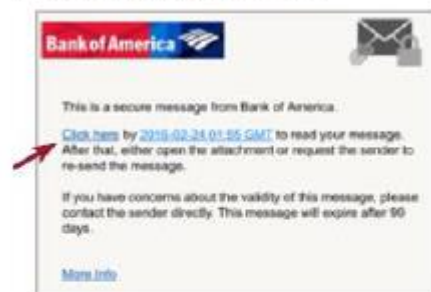 Bank of America
This is a secure message from Bank of America.
Click here by 2016-02-24 01:55 GMT to read your message.
After that, either open the attachment or request the sender to
re-send the message.
If you have concerns about the validity of this message, please
contact the sender directly. This message will expire after 90
days.
More Info